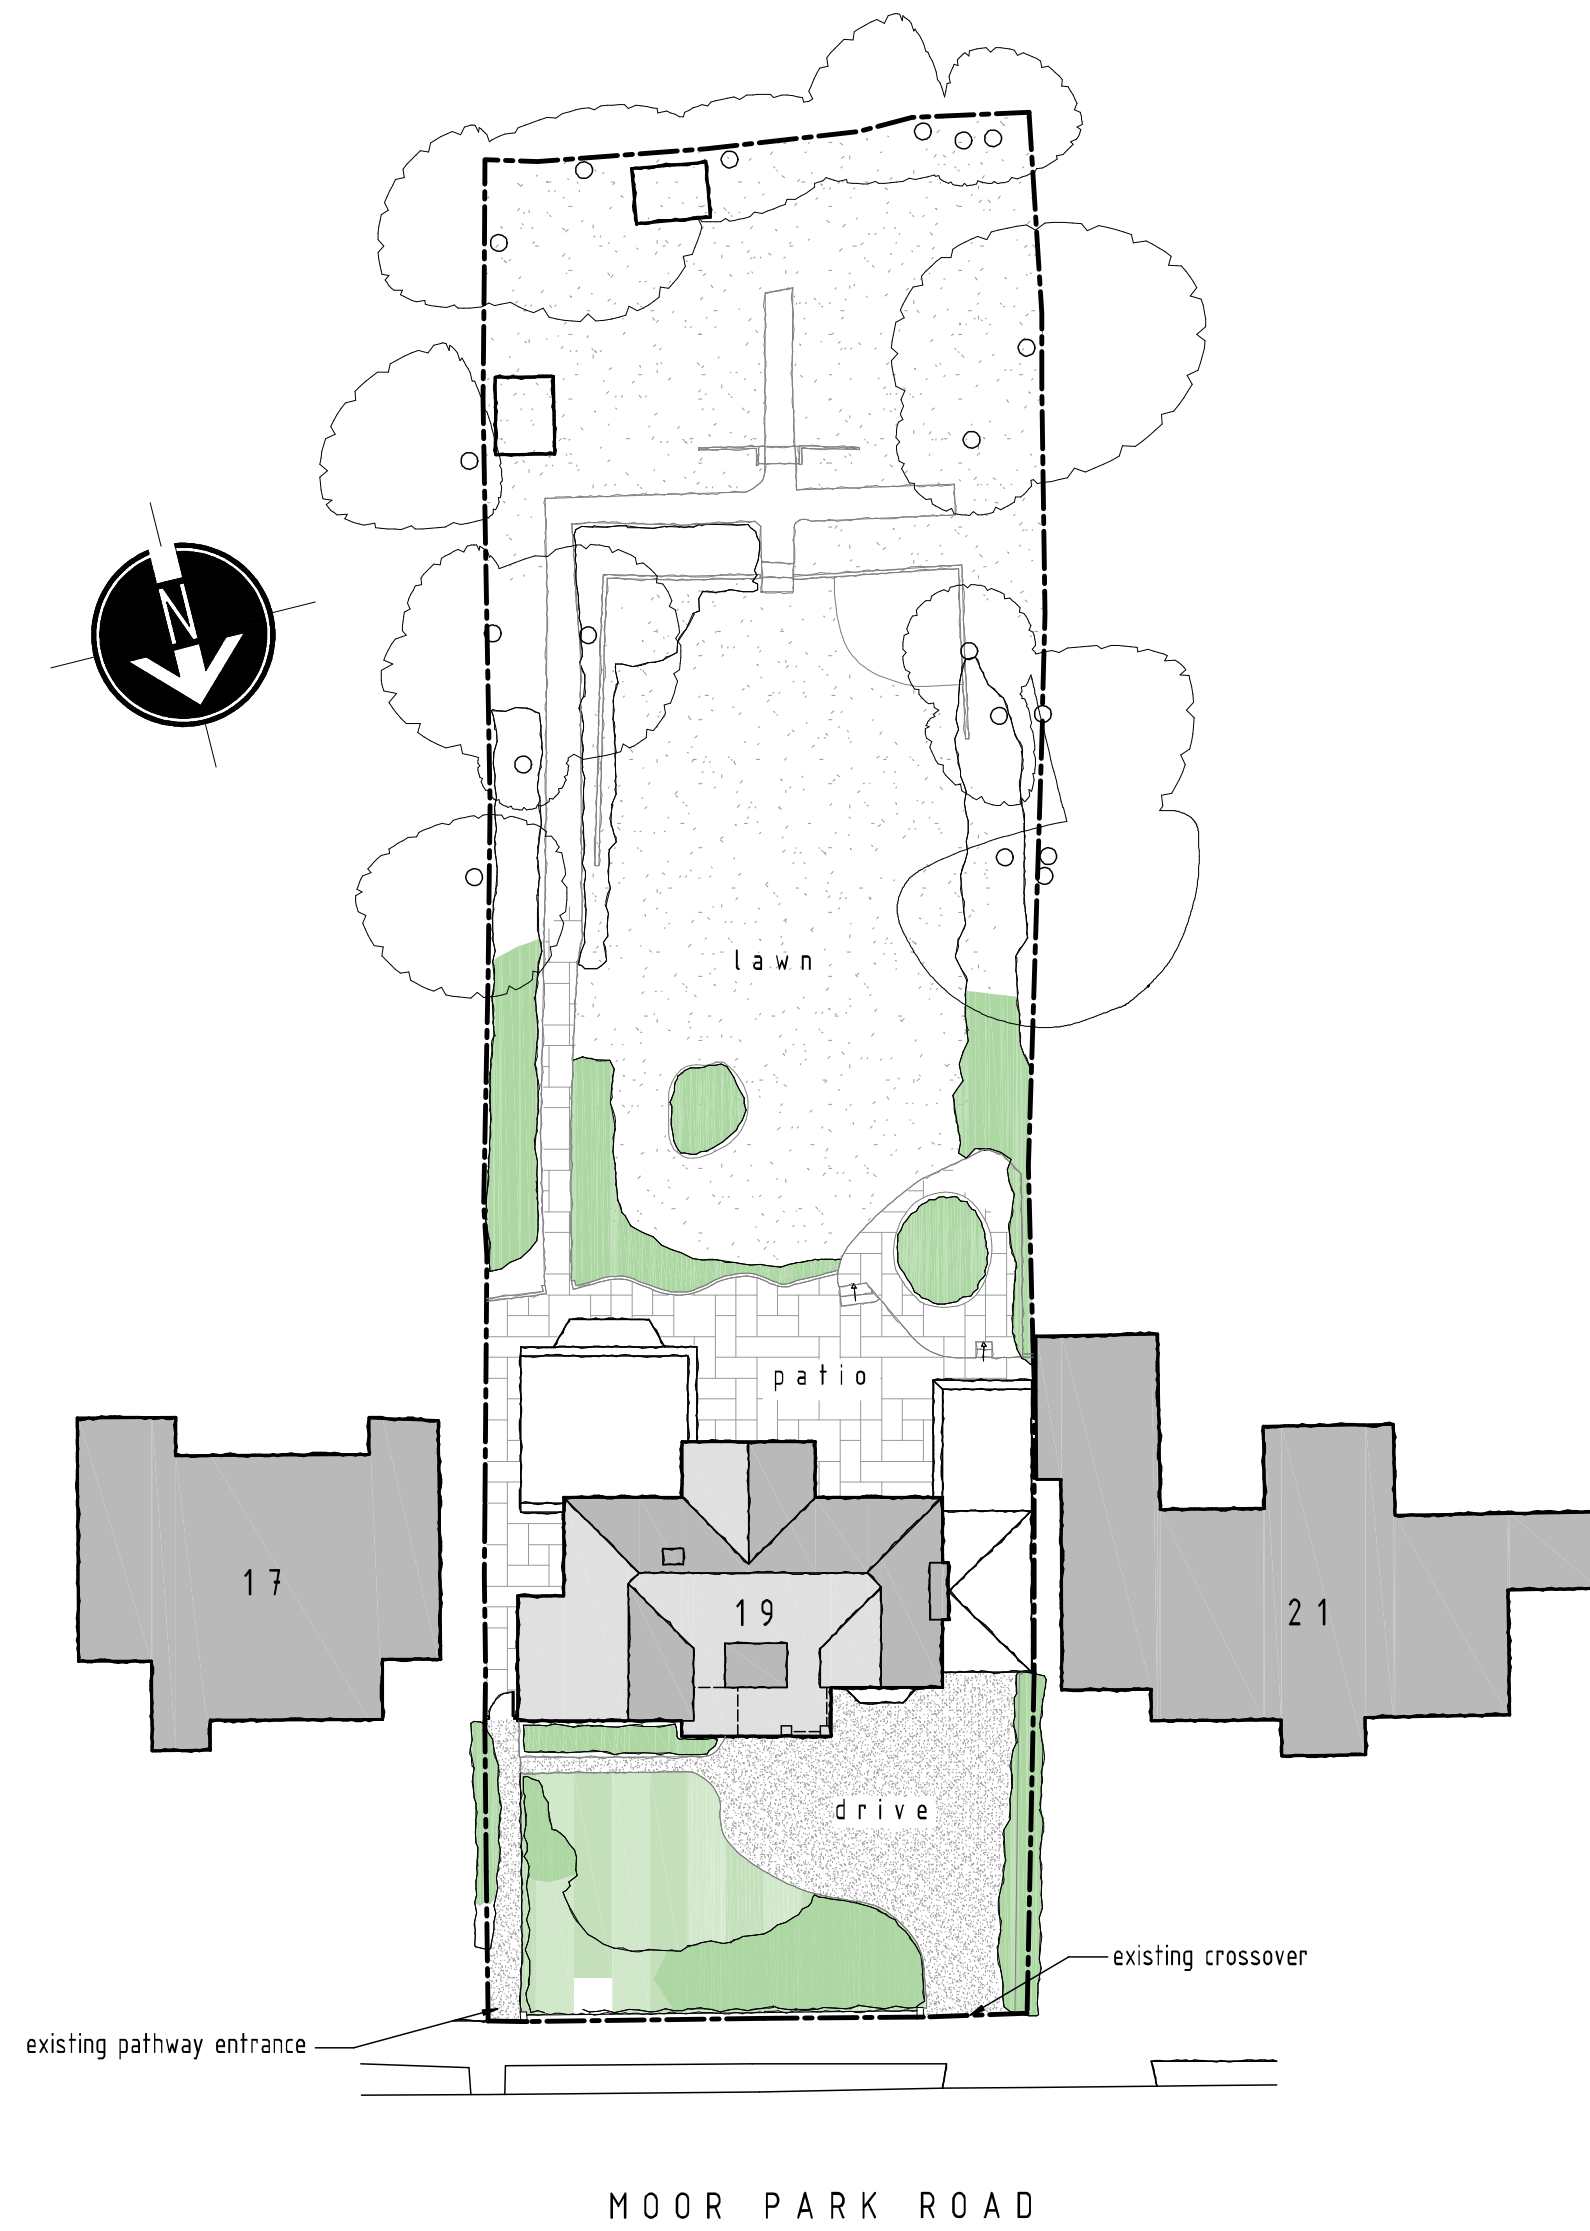 N
lawn
patio
17
19
21
drive
existing crossover
existing pathway entrance
MOOR PARK ROAD